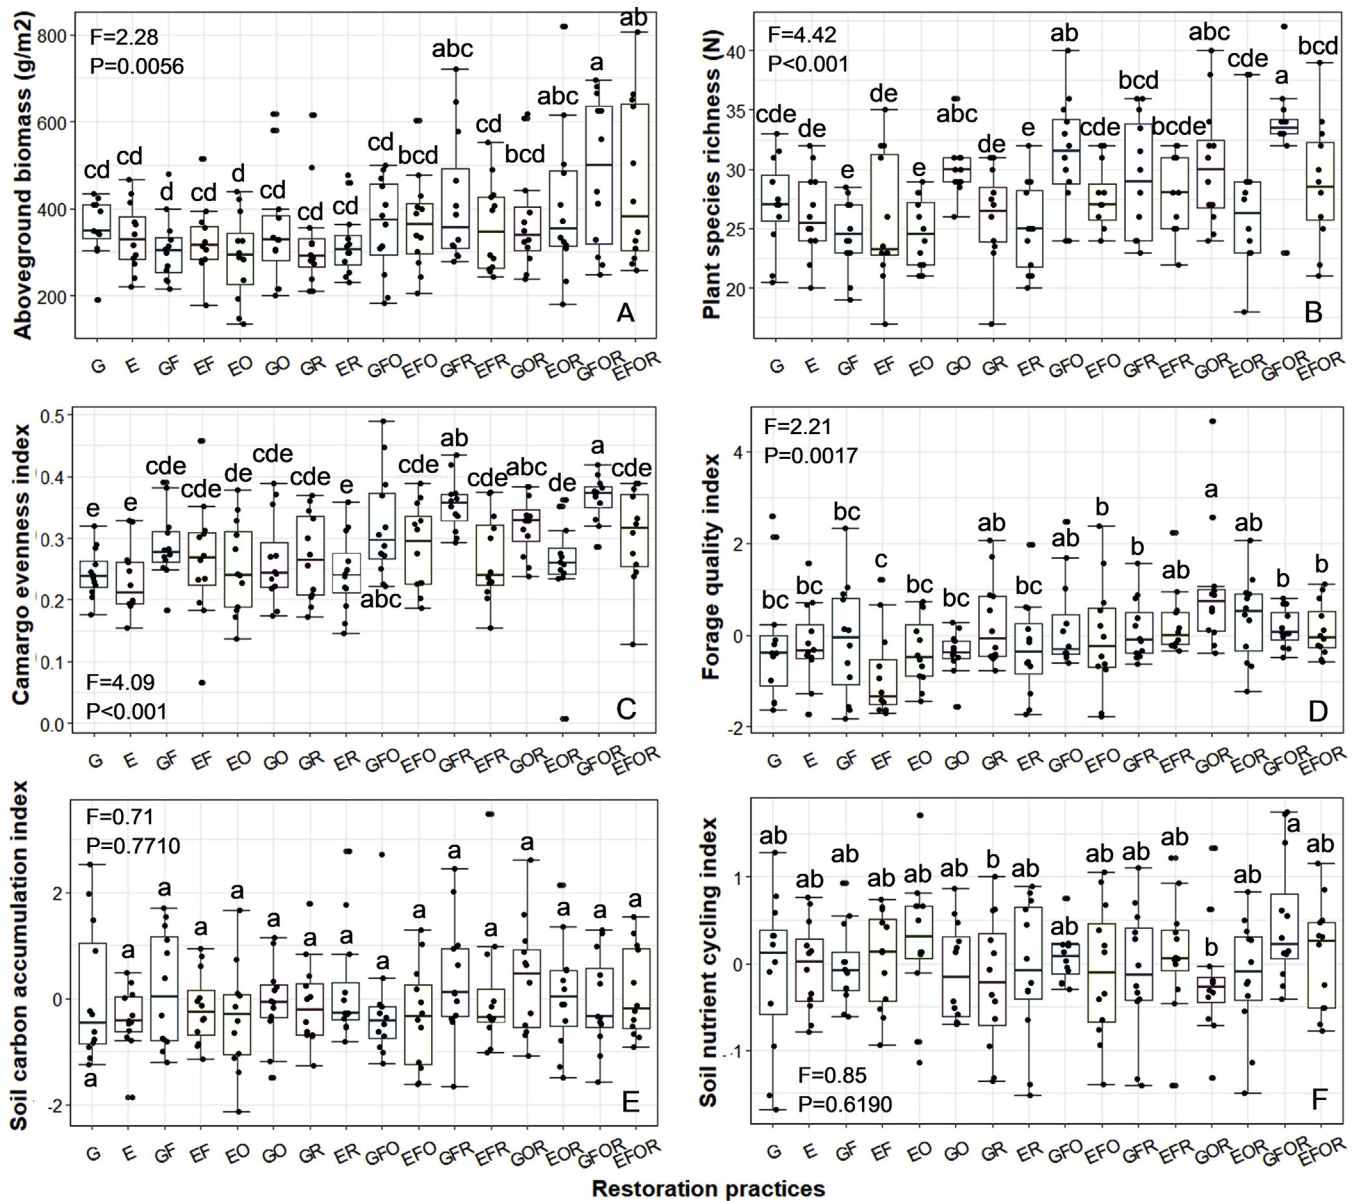 Aboveground biomass (g/m2)
800
600
400
200
F=2.28
P=0.0056
cd cd d cd d cd cd cd cd bcd abc cd bcd abc a ab
A
G E GF EF EO GO GR ER GFO EFO GFR EFR GOR EOR GFOR EFOR
Plant species richness (N)
40
35
30
25
20
F=4.42
P<0.001
cde de e de e abc de e ab cde bcd bcde abc cde a bcd
B
G E GF EF EO GO GR ER GFO EFO GFR EFR GOR EOR GFOR EFOR
Camargo evenness index
0.5
0.4
0.3
0.2
0.1
0.0
e e cde cde de cde cde e abc cde ab cde abc de a cde
F=4.09
P<0.001
C
G E GF EF EO GO GR ER GFO EFO GFR EFR GOR EOR GFOR EFOR
Forage quality index
4
2
0
-2
F=2.21
P=0.0017
bc bc bc c bc bc ab bc ab b b ab a ab b b
D
G E GF EF EO GO GR ER GFO EFO GFR EFR GOR EOR GFOR EFOR
Soil carbon accumulation index
2
0
-2
F=0.71
P=0.7710
a a a a a a a a a a a a a a a a
E
G E GF EF EO GO GR ER GFO EFO GFR EFR GOR EOR GFOR EFOR
Soil nutrient cycling index
1
0
-1
ab ab ab ab ab ab b ab ab ab ab ab b ab a ab
F=0.85
P=0.6190
F
G E GF EF EO GO GR ER GFO EFO GFR EFR GOR EOR GFOR EFOR
Restoration practices